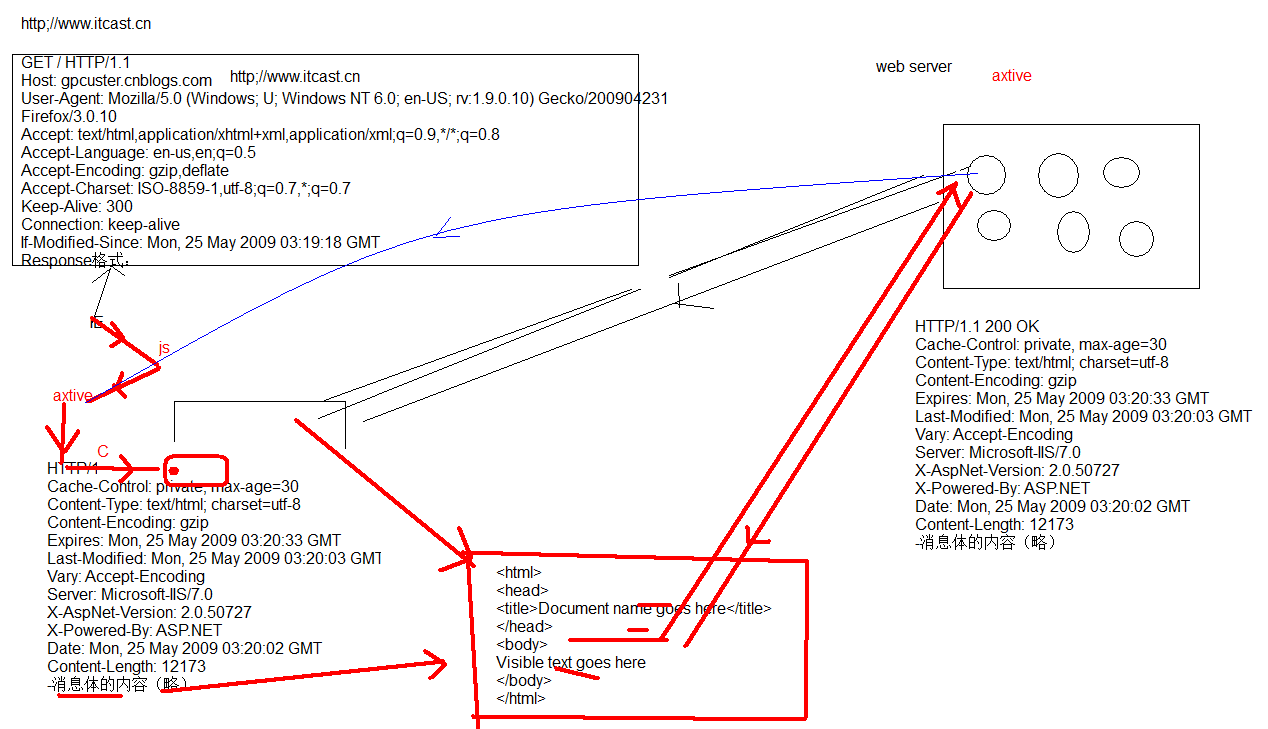 http;//www.itcast.cn
GET / HTTP/1.1
Host: gpcuster.cnblogs.com
http;//www.itcast.cn
User-Agent: Mozilla/5.0 (Windows; U; Windows NT 6.0; en-US; rv:1.9.0.10) Gecko/200904231
Firefox/3.0.10
Accept: text/html,application/xhtml+xml,application/xml;q=0.9,*/*;q=0.8
Accept-Language: en-us,en;q=0.5
Accept-Encoding: gzip,deflate
Accept-Charset: ISO-8859-1,utf-8;q=0.7,*;q=0.7
Keep-Alive: 300
Connection: keep-alive
If-Modified-Since: Mon, 25 May 2009 03:19:18 GMT
Response格式:
web server
axtive
IE
js
axtive
C
HTTP/1
Cache-Control: private, max-age=30
Content-Type: text/html; charset=utf-8
Content-Encoding: gzip
Expires: Mon, 25 May 2009 03:20:33 GMT
Last-Modified: Mon, 25 May 2009 03:20:03 GMT
Vary: Accept-Encoding
Server: Microsoft-IIS/7.0
X-AspNet-Version: 2.0.50727
X-Powered-By: ASP.NET
Date: Mon, 25 May 2009 03:20:02 GMT
Content-Length: 12173
-消息体的内容（略）
<html>
<head>
<title>Document name goes here</title>
</head>
<body>
Visible text goes here
</body>
</html>
HTTP/1.1 200 OK
Cache-Control: private, max-age=30
Content-Type: text/html; charset=utf-8
Content-Encoding: gzip
Expires: Mon, 25 May 2009 03:20:33 GMT
Last-Modified: Mon, 25 May 2009 03:20:03 GMT
Vary: Accept-Encoding
Server: Microsoft-IIS/7.0
X-AspNet-Version: 2.0.50727
X-Powered-By: ASP.NET
Date: Mon, 25 May 2009 03:20:02 GMT
Content-Length: 12173
-消息体的内容（略）